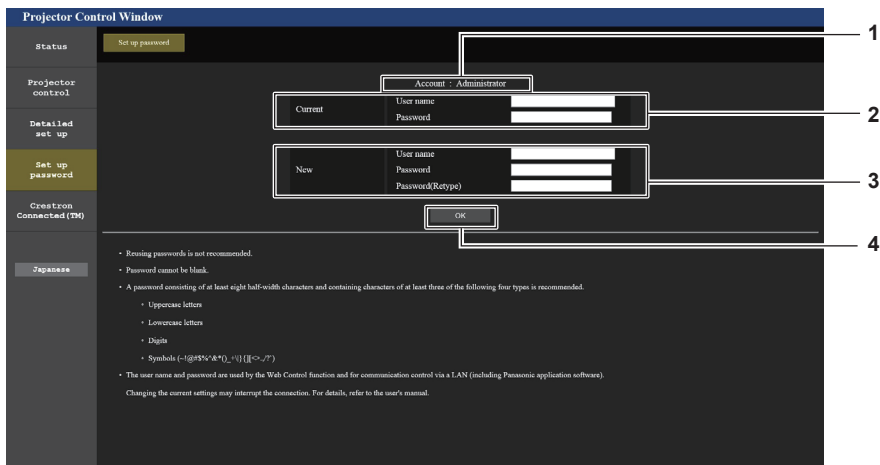 Projector Control Window
1
Status
Set up password
Projector
control
Account : Administrator
Current
User name
Password
2
Detailed
set up
Set up
password
New
User name
Password
Password(Retype)
3
Crestron
Connected(TM)
OK
4
• Reusing passwords is not recommended.
Japanese
• Password cannot be blank.
• A password consisting of at least eight half-width characters and containing characters of at least three of the following four types is recommended.
• Uppercase letters
• Lowercase letters
• Digits
• Symbols
• The user name and password are used by the Web Control function and for communication control via a LAN (including Panasonic application software).
Changing the current settings may interrupt the connection. For details, refer to the user's manual.